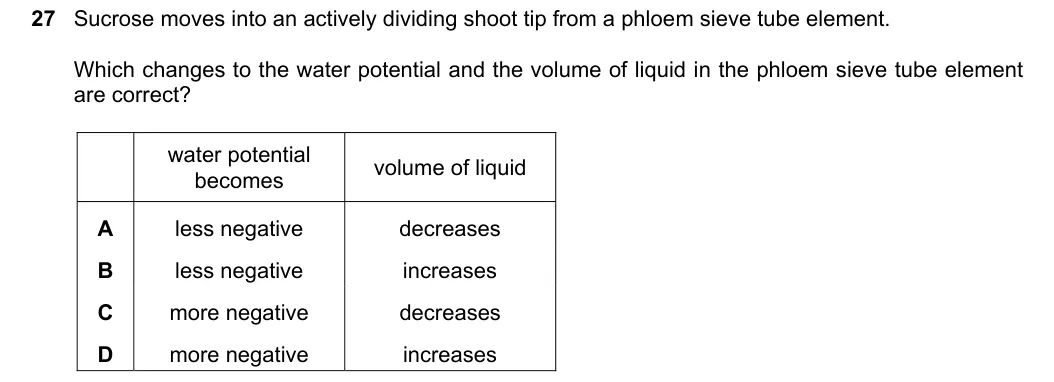 27 Sucrose moves into an actively dividing shoot tip from a phloem sieve tube element.
Which changes to the water potential and the volume of liquid in the phloem sieve tube element
are correct?
water potential
becomes volume of liquid
A less negative decreases
B less negative increases
C more negative decreases
D more negative increases